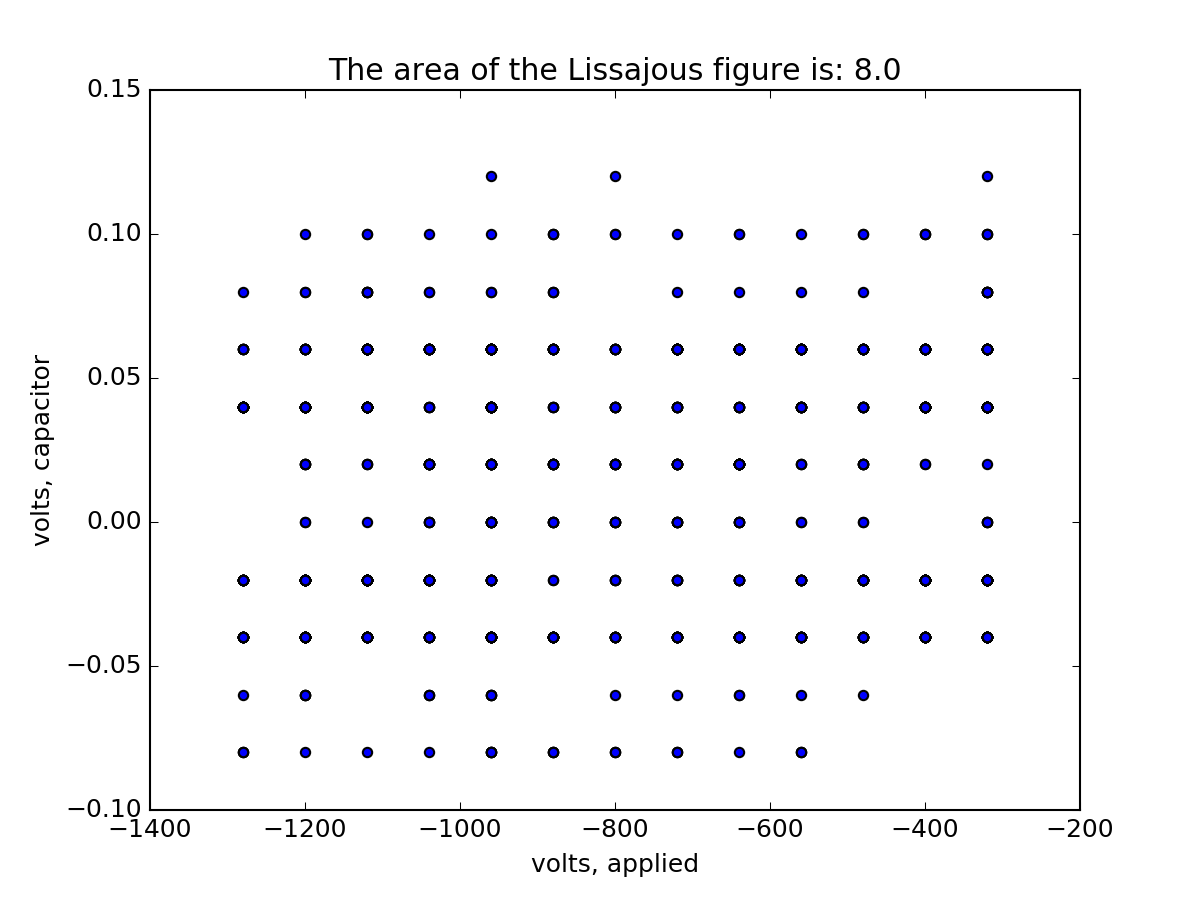 The area of the Lissajous figure is: 8.0
0.15
0.10
0.05
0.00
−0.05
−0.10
volts, capacitor
−1400 −1200 −1000 −800 −600 −400 −200
volts, applied